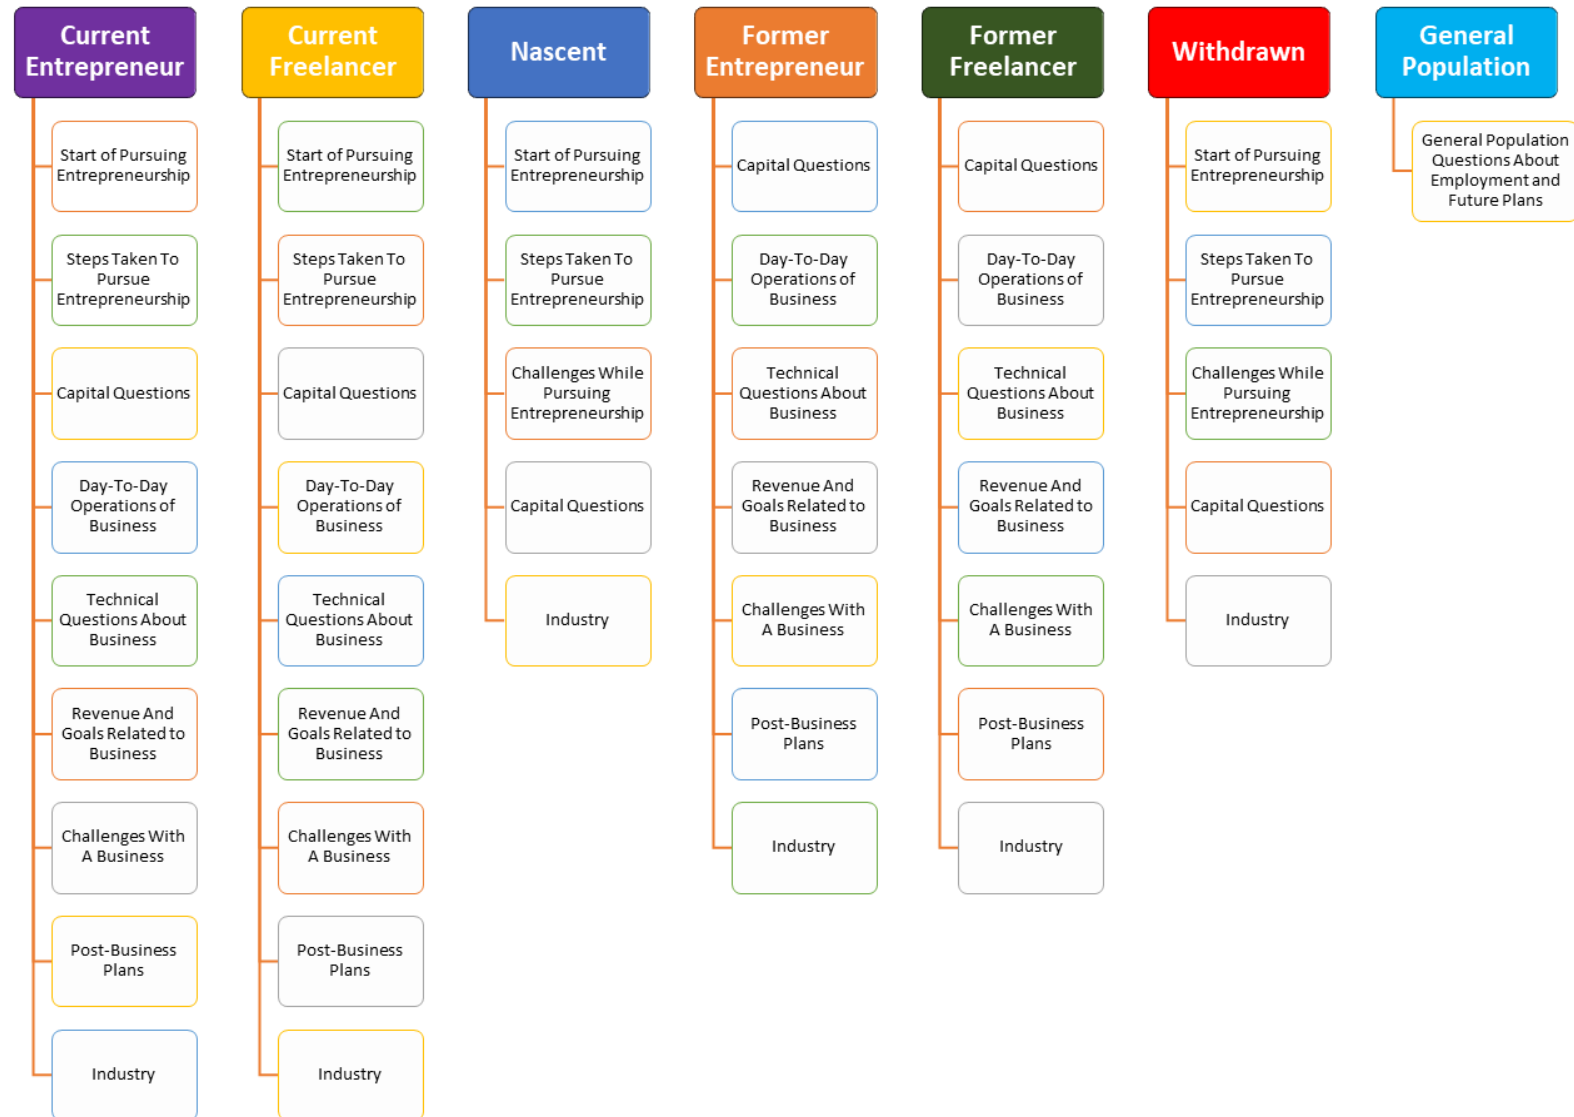 Current
Entrepreneur
Start of Pursuing
Entrepreneurship
Steps Taken To
Pursue
Entrepreneurship
Capital Questions
Day-To-Day
Operations of
Business
Technical
Questions About
Business
Revenue And
Goals Related to
Business
Challenges With
A Business
Post-Business
Plans
Industry
Current
Freelancer
Start of Pursuing
Entrepreneurship
Steps Taken To
Pursue
Entrepreneurship
Capital Questions
Day-To-Day
Operations of
Business
Technical
Questions About
Business
Revenue And
Goals Related to
Business
Challenges With
A Business
Post-Business
Plans
Industry
Nascent
Start of Pursuing
Entrepreneurship
Steps Taken To
Pursue
Entrepreneurship
Challenges While
Pursuing
Entrepreneurship
Capital Questions
Industry
Former
Entrepreneur
Capital Questions
Day-To-Day
Operations of
Business
Technical
Questions About
Business
Revenue And
Goals Related to
Business
Challenges With
A Business
Post-Business
Plans
Industry
Former
Freelancer
Capital Questions
Day-To-Day
Operations of
Business
Technical
Questions About
Business
Revenue And
Goals Related to
Business
Challenges With
A Business
Post-Business
Plans
Industry
Withdrawn
Start of Pursuing
Entrepreneurship
Steps Taken To
Pursue
Entrepreneurship
Challenges While
Pursuing
Entrepreneurship
Capital Questions
Industry
General
Population
General Population
Questions About
Employment and
Future Plans